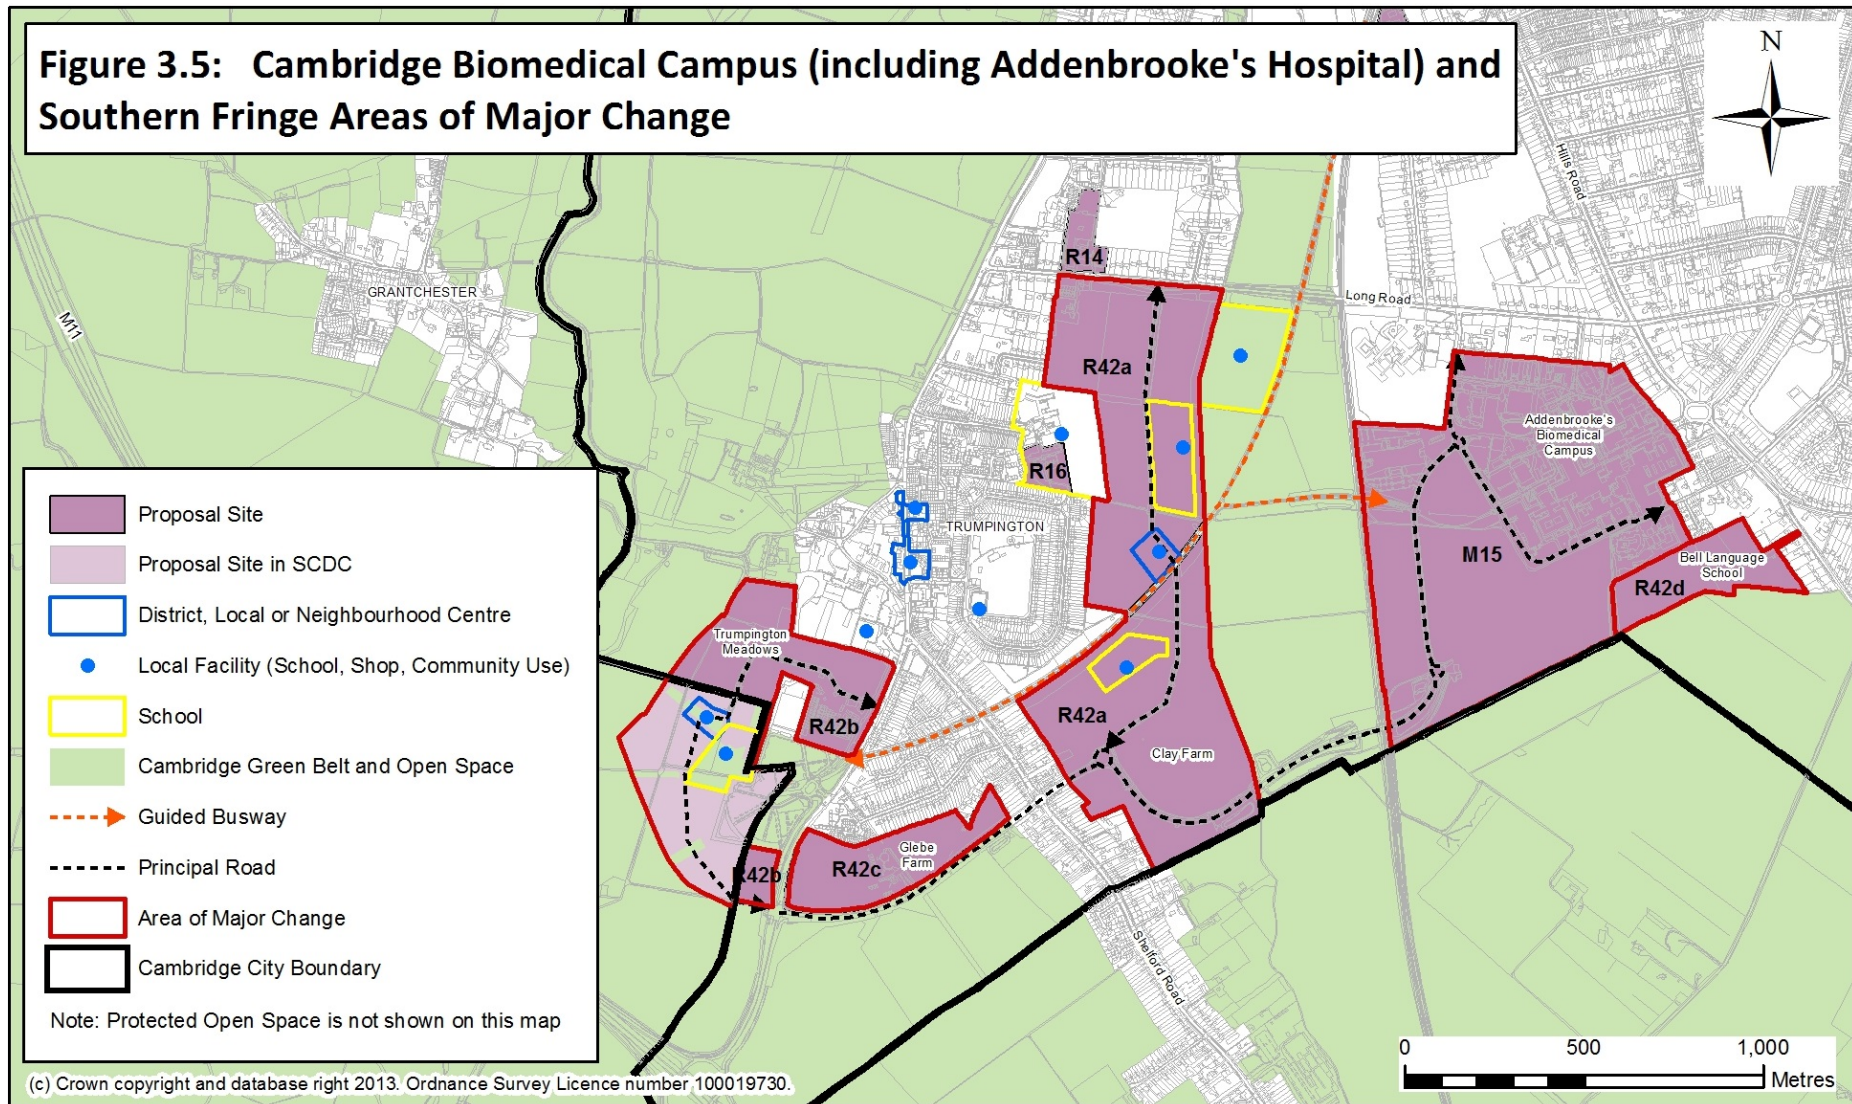 Figure 3.5: Cambridge Biomedical Campus (including Addenbrooke's Hospital) and
Southern Fringe Areas of Major Change
N
Hills Road
R14
GRANTCHESTER
M11
Long Road
R42a
Addenbrooke's
Biomedical
Campus
R16
TRUMPINGTON
M15
Bell Language
School
R42d
Trumpington
Meadows
R42b
R42a
Clay Farm
Glebe
Farm
R42c
R42b
Shelford Road
Proposal Site
Proposal Site in SCDC
District, Local or Neighbourhood Centre
Local Facility (School, Shop, Community Use)
School
Cambridge Green Belt and Open Space
Guided Busway
Principal Road
Area of Major Change
Cambridge City Boundary
Note: Protected Open Space is not shown on this map
(c) Crown copyright and database right 2013. Ordnance Survey Licence number 100019730.
0 500 1,000
Metres